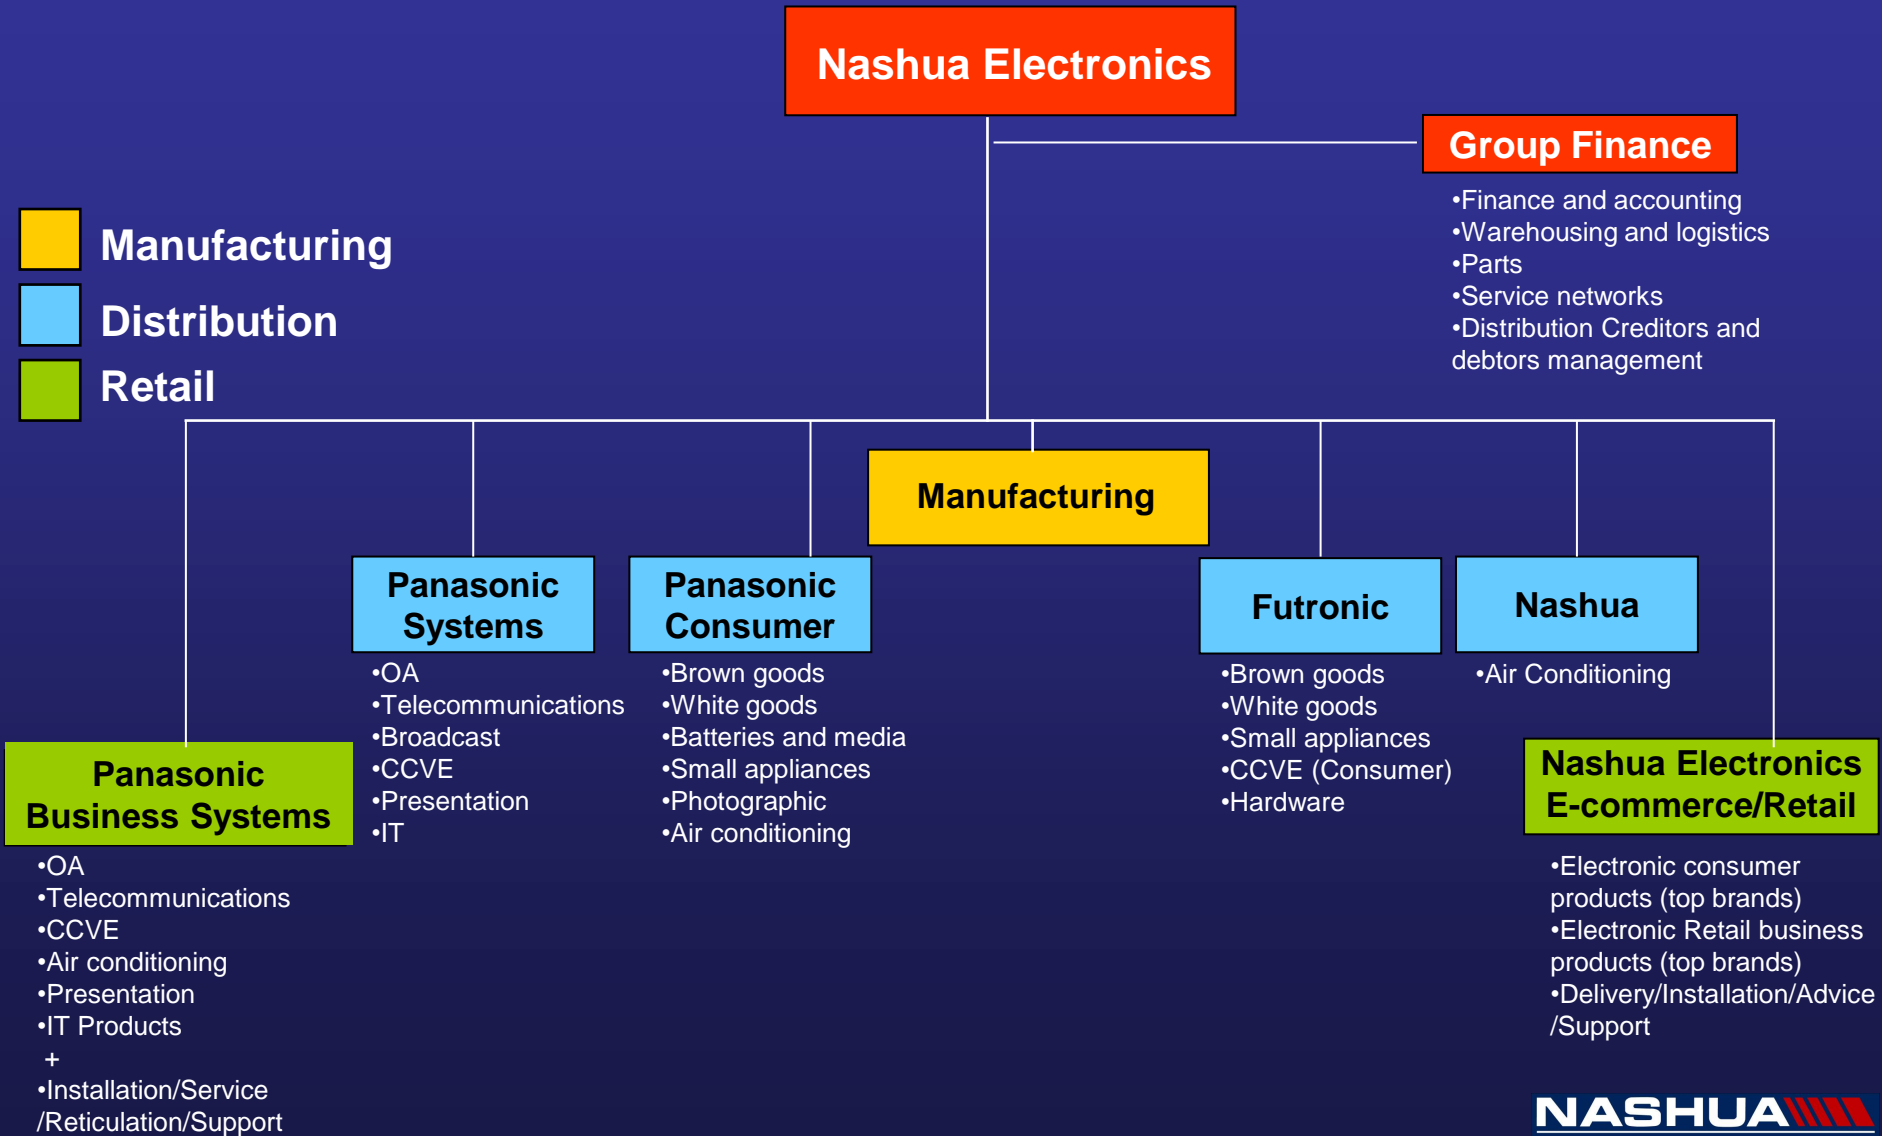 Nashua Electronics
Group Finance
•Finance and accounting
•Warehousing and logistics
•Parts
•Service networks
•Distribution Creditors and
debtors management
Manufacturing
Distribution
Retail
Manufacturing
Panasonic
Systems
•OA
•Telecommunications
•Broadcast
•CCVE
•Presentation
•IT
Panasonic
Consumer
•Brown goods
•White goods
•Batteries and media
•Small appliances
•Photographic
•Air conditioning
Futronic
•Brown goods
•White goods
•Small appliances
•CCVE (Consumer)
•Hardware
Nashua
•Air Conditioning
Panasonic
Business Systems
•OA
•Telecommunications
•CCVE
•Air conditioning
•Presentation
•IT Products
+
•Installation/Service
/Reticulation/Support
Nashua Electronics
E-commerce/Retail
•Electronic consumer
products (top brands)
•Electronic Retail business
products (top brands)
•Delivery/Installation/Advice
/Support
NASHUA